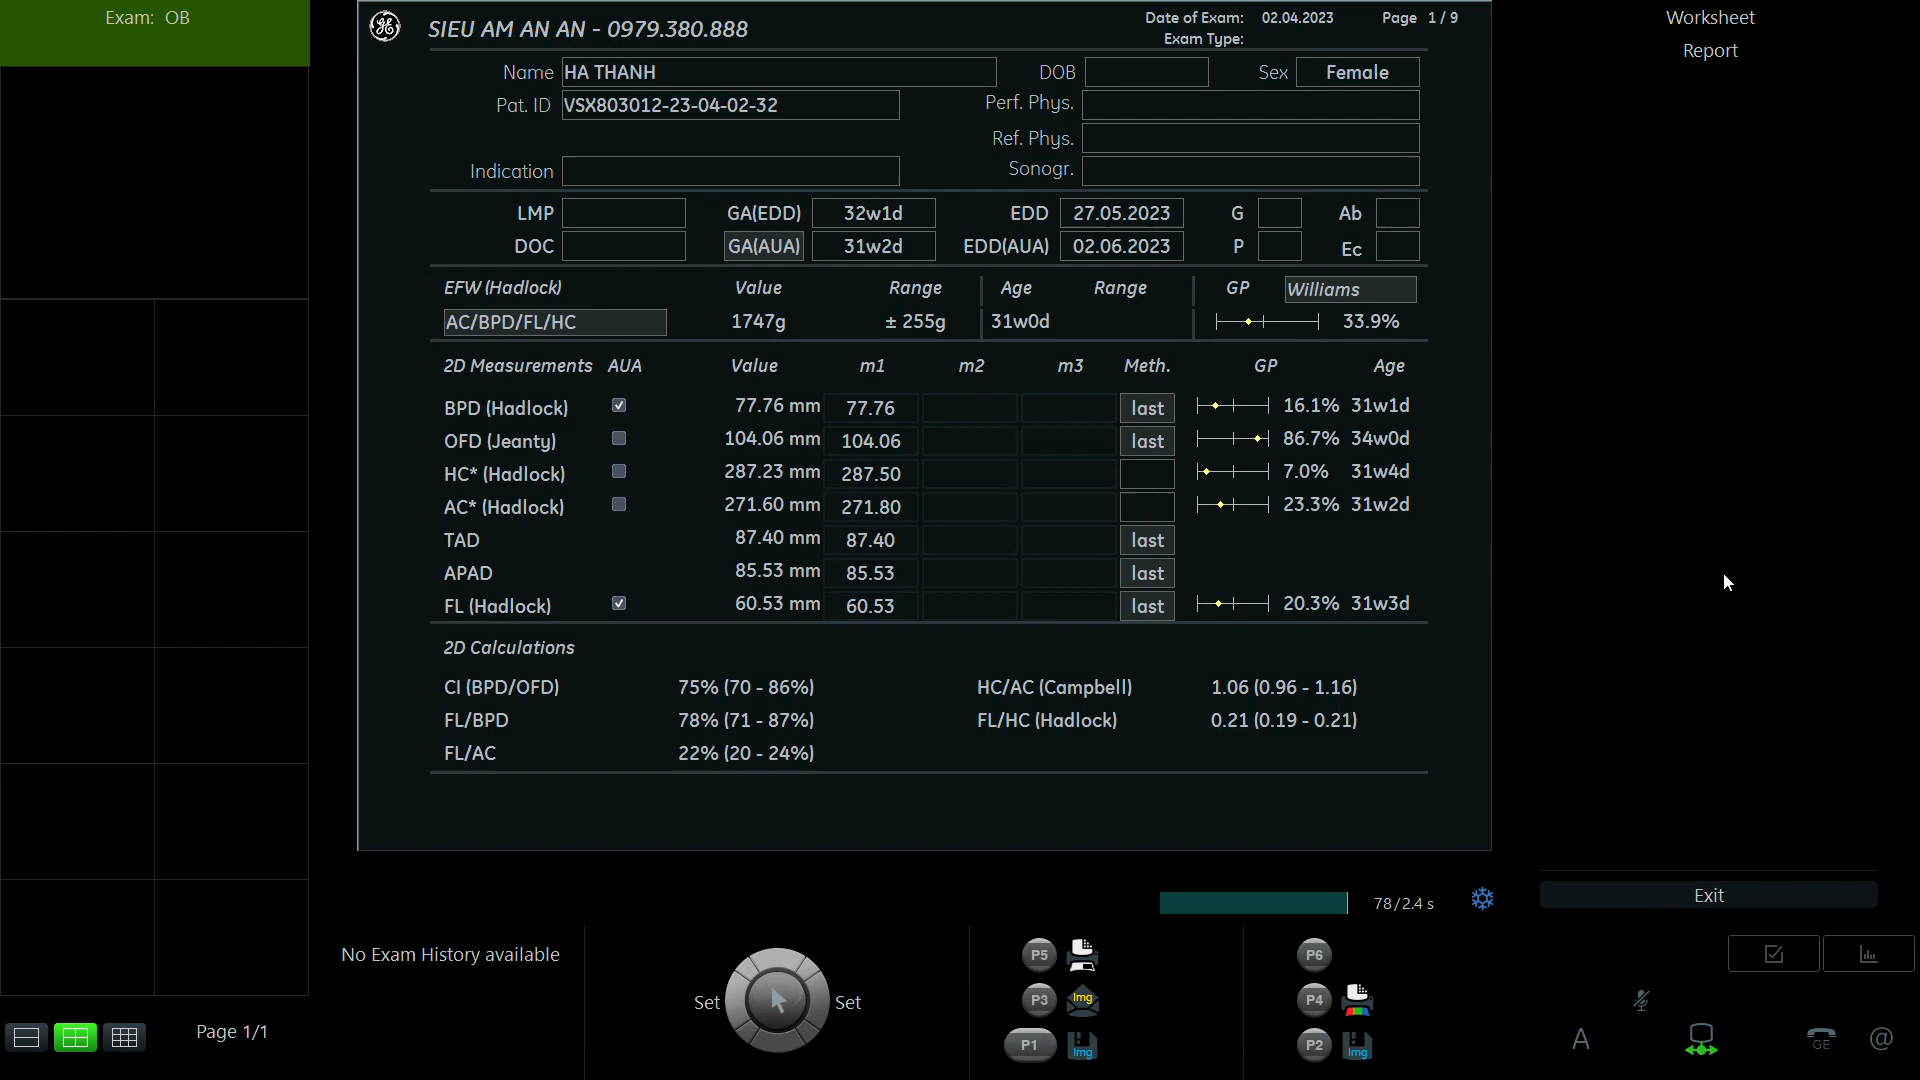 Exam: OB
SIEU AM AN AN - 0979.380.888
Date of Exam: 02.04.2023 Page 1 / 9
Exam Type:
Name HA THANH DOB Sex Female
Pat. ID VSX803012-23-04-02-32 Perf. Phys.
Ref. Phys.
Indication Sonogr.
LMP GA(EDD) 32w1d EDD 27.05.2023 G Ab
DOC GA(AUA) 31w2d EDD(AUA) 02.06.2023 P Ec
EFW (Hadlock) Value Range Age Range GP Williams
AC/BPD/FL/HC 1747g ± 255g 31w0d 33.9%
2D Measurements AUA Value m1 m2 m3 Meth. GP Age
BPD (Hadlock) 77.76 mm 77.76 last 16.1% 31w1d
OFD (Jeanty) 104.06 mm 104.06 last 86.7% 34w0d
HC* (Hadlock) 287.23 mm 287.50 7.0% 31w4d
AC* (Hadlock) 271.60 mm 271.80 23.3% 31w2d
TAD 87.40 mm 87.40 last
APAD 85.53 mm 85.53 last
FL (Hadlock) 60.53 mm 60.53 last 20.3% 31w3d
2D Calculations
CI (BPD/OFD) 75% (70 - 86%) HC/AC (Campbell) 1.06 (0.96 - 1.16)
FL/BPD 78% (71 - 87%) FL/HC (Hadlock) 0.21 (0.19 - 0.21)
FL/AC 22% (20 - 24%)
Worksheet
Report
78/2.4 s
Exit
No Exam History available
Set Set
P5 P6
P3 Img P4
P1 Img P2 Img
Page 1/1
A GE @